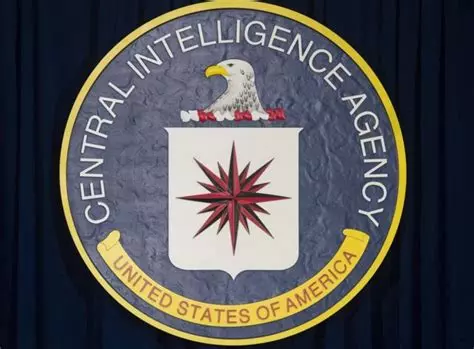 CENTRAL INTELLIGENCE AGENCY
UNITED STATES OF AMERICA